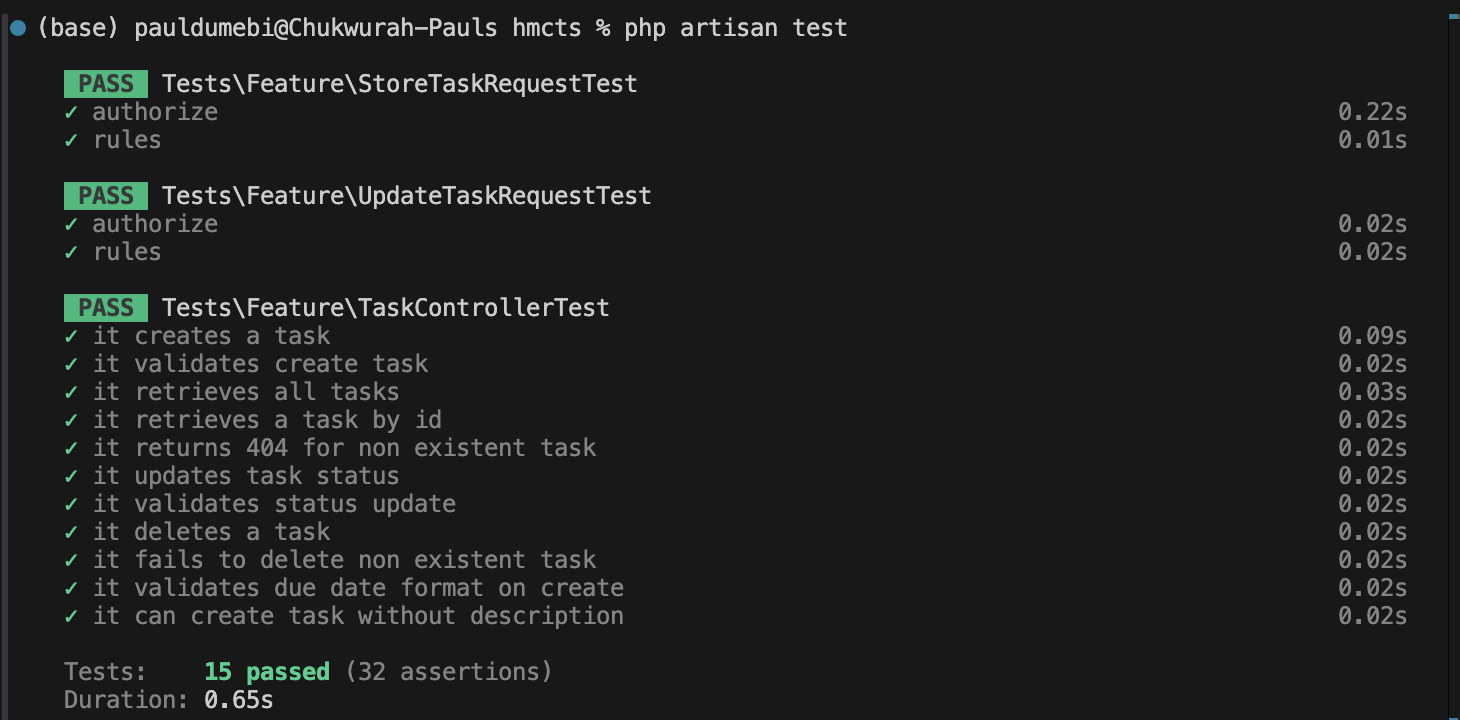 (base) pauldumebi@Chukwurah-Pauls hmcts % php artisan test
PASS Tests\Feature\StoreTaskRequestTest
✓ authorize 0.22s
✓ rules 0.01s
PASS Tests\Feature\UpdateTaskRequestTest
✓ authorize 0.02s
✓ rules 0.02s
PASS Tests\Feature\TaskControllerTest
✓ it creates a task 0.09s
✓ it validates create task 0.02s
✓ it retrieves all tasks 0.03s
✓ it retrieves a task by id 0.02s
✓ it returns 404 for non existent task 0.02s
✓ it updates task status 0.02s
✓ it validates status update 0.02s
✓ it deletes a task 0.02s
✓ it fails to delete non existent task 0.02s
✓ it validates due date format on create 0.02s
✓ it can create task without description 0.02s
Tests: 15 passed (32 assertions)
Duration: 0.65s